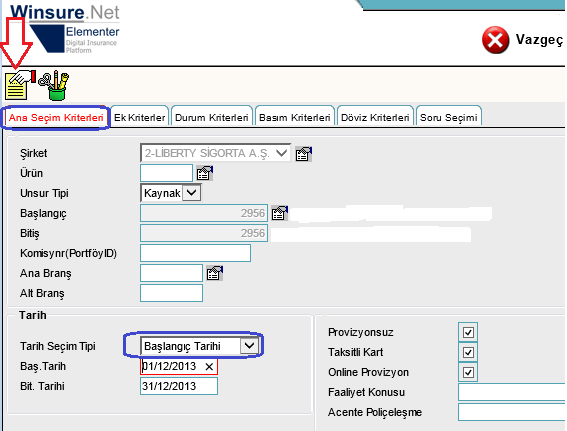 Winsure.Net
Elementer
Digital Insurance
Platform
Vazgeç
Ana Seçim Kriterleri
Ek Kriterler
Durum Kriterleri
Basım Kriterleri
Döviz Kriterleri
Soru Seçimi
Şirket 2-LİBERTY SİGORTA A.Ş.
Ürün
Unsur Tipi Kaynak
Başlangıç 2956
Bitiş 2956
Komisynr(PortföyID)
Ana Branş
Alt Branş
Tarih
Tarih Seçim Tipi Başlangıç Tarihi
Baş.Tarih 01/12/2013 ×
Bit. Tarihi 31/12/2013
Provizyonsuz
Taksitli Kart
Online Provizyon
Faaliyet Konusu
Acente Poliçeleşme